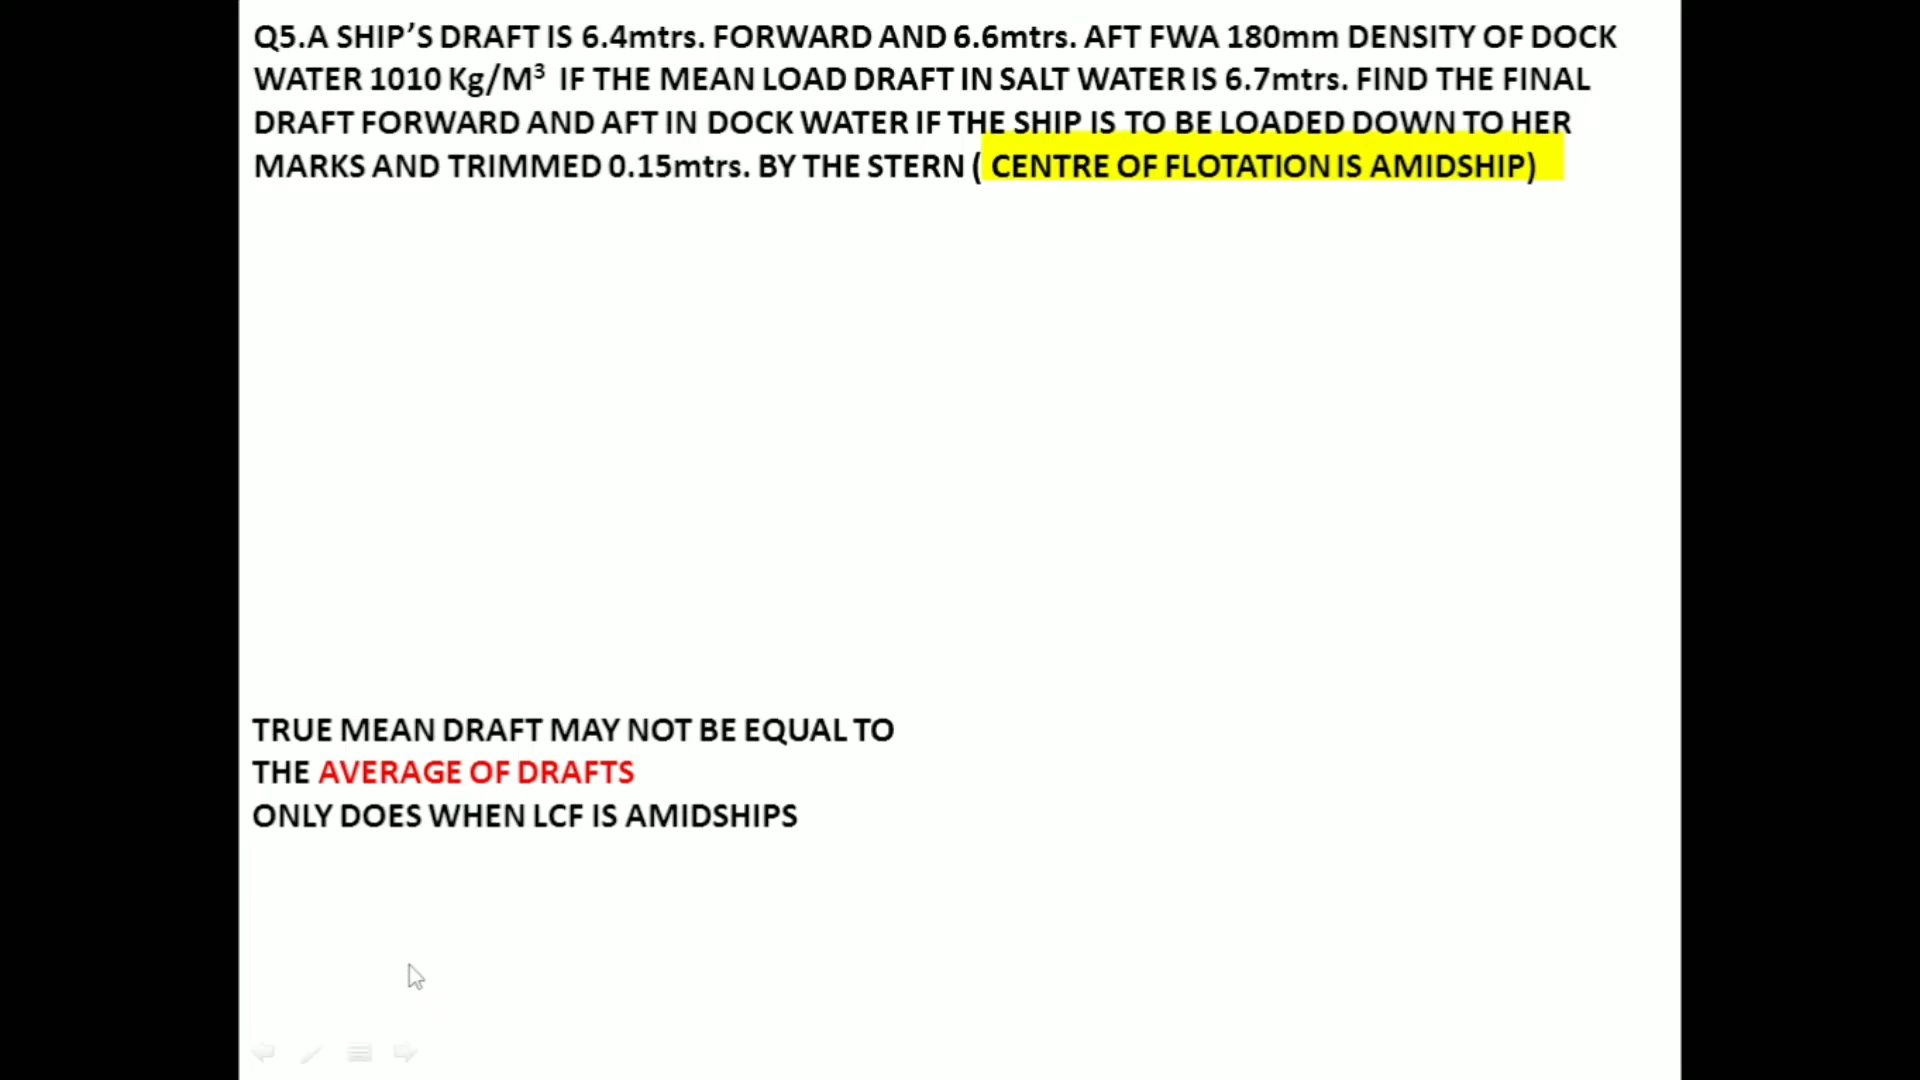 Q5.A SHIP’S DRAFT IS 6.4mtrs. FORWARD AND 6.6mtrs. AFT FWA 180mm DENSITY OF DOCK
WATER 1010 Kg/M³ IF THE MEAN LOAD DRAFT IN SALT WATER IS 6.7mtrs. FIND THE FINAL
DRAFT FORWARD AND AFT IN DOCK WATER IF THE SHIP IS TO BE LOADED DOWN TO HER
MARKS AND TRIMMED 0.15mtrs. BY THE STERN ( CENTRE OF FLOTATION IS AMIDSHIP)
TRUE MEAN DRAFT MAY NOT BE EQUAL TO
THE AVERAGE OF DRAFTS
ONLY DOES WHEN LCF IS AMIDSHIPS